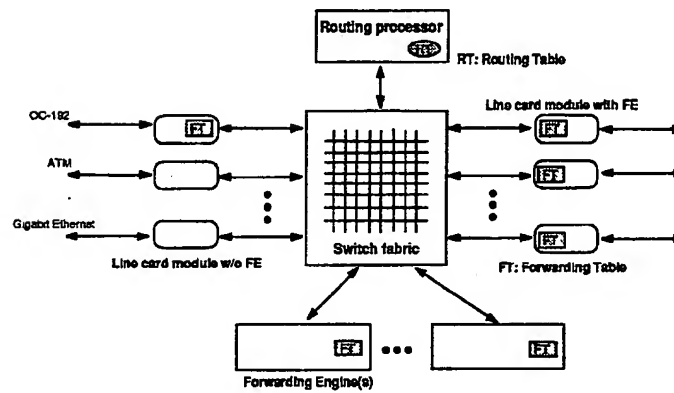 Routing processor
RT
RT: Routing Table
OC-192
FT
Line card module with FE
FT
ATM
FT
Gigabit Ethernet
FT
Switch fabric
Line card module w/o FE
FT: Forwarding Table
FT
FT
Forwarding Engine(s)